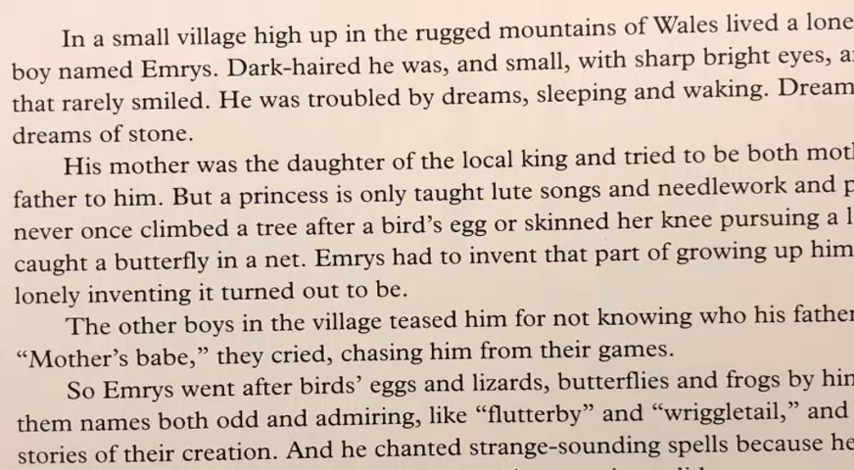 In a small village high up in the rugged mountains of Wales lived a lone
boy named Emrys. Dark-haired he was, and small, with sharp bright eyes, a
that rarely smiled. He was troubled by dreams, sleeping and waking. Dream
dreams of stone.
His mother was the daughter of the local king and tried to be both mot
father to him. But a princess is only taught lute songs and needlework and p
never once climbed a tree after a bird's egg or skinned her knee pursuing a l
caught a butterfly in a net. Emrys had to invent that part of growing up him
lonely inventing it turned out to be.
The other boys in the village teased him for not knowing who his father
“Mother's babe,” they cried, chasing him from their games.
So Emrys went after birds' eggs and lizards, butterflies and frogs by him
them names both odd and admiring, like “flutterby” and “wriggletail,” and
stories of their creation. And he chanted strange-sounding spells because he